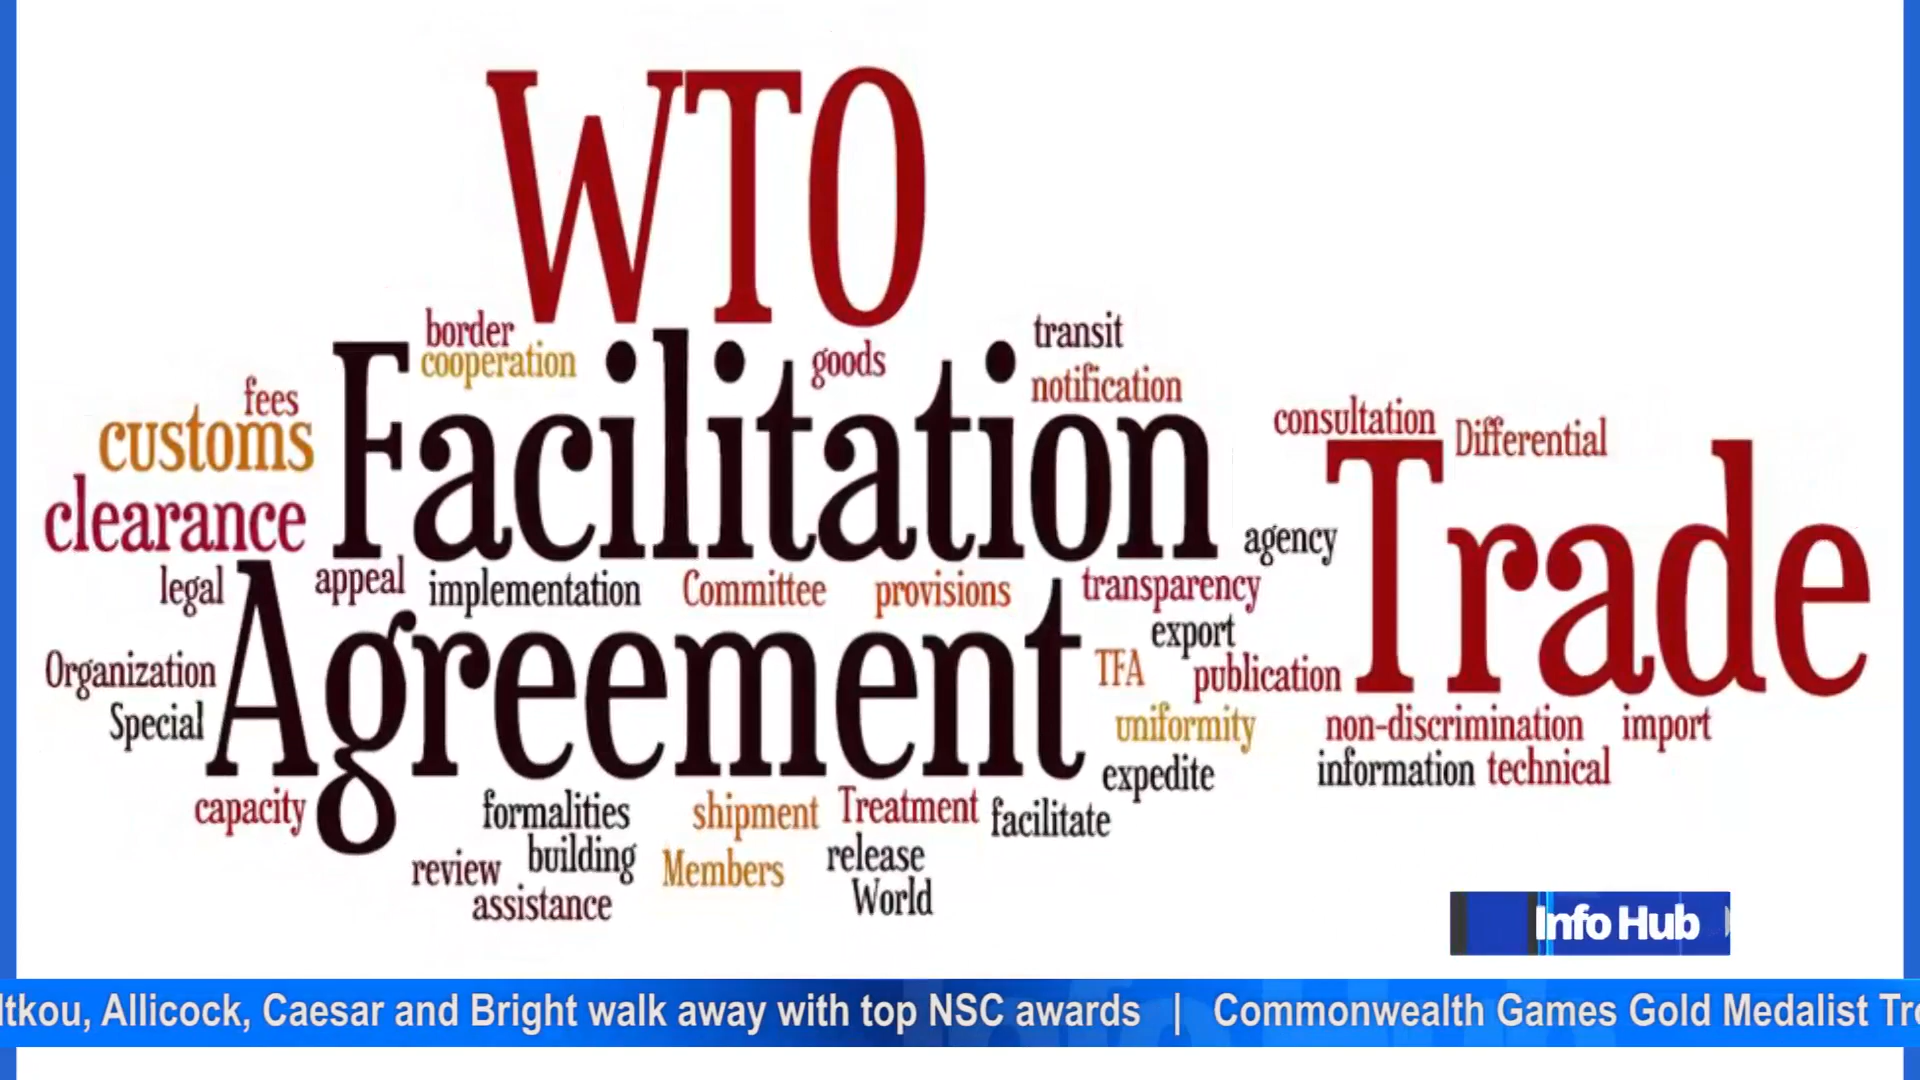 WTO
border
cooperation
goods
transit
notification
fees
customs
Facilitation
consultation
Differential
clearance
agency
Trade
legal
appeal
implementation
Committee
provisions
transparency
export
Organization
Agreement
TFA
publication
Special
uniformity
non-discrimination
import
expedite
information
technical
capacity
formalities
shipment
Treatment
facilitate
review
building
Members
release
assistance
World
Info Hub
Allicock, Caesar and Bright walk away with top NSC awards | Commonwealth Games Gold Medalist